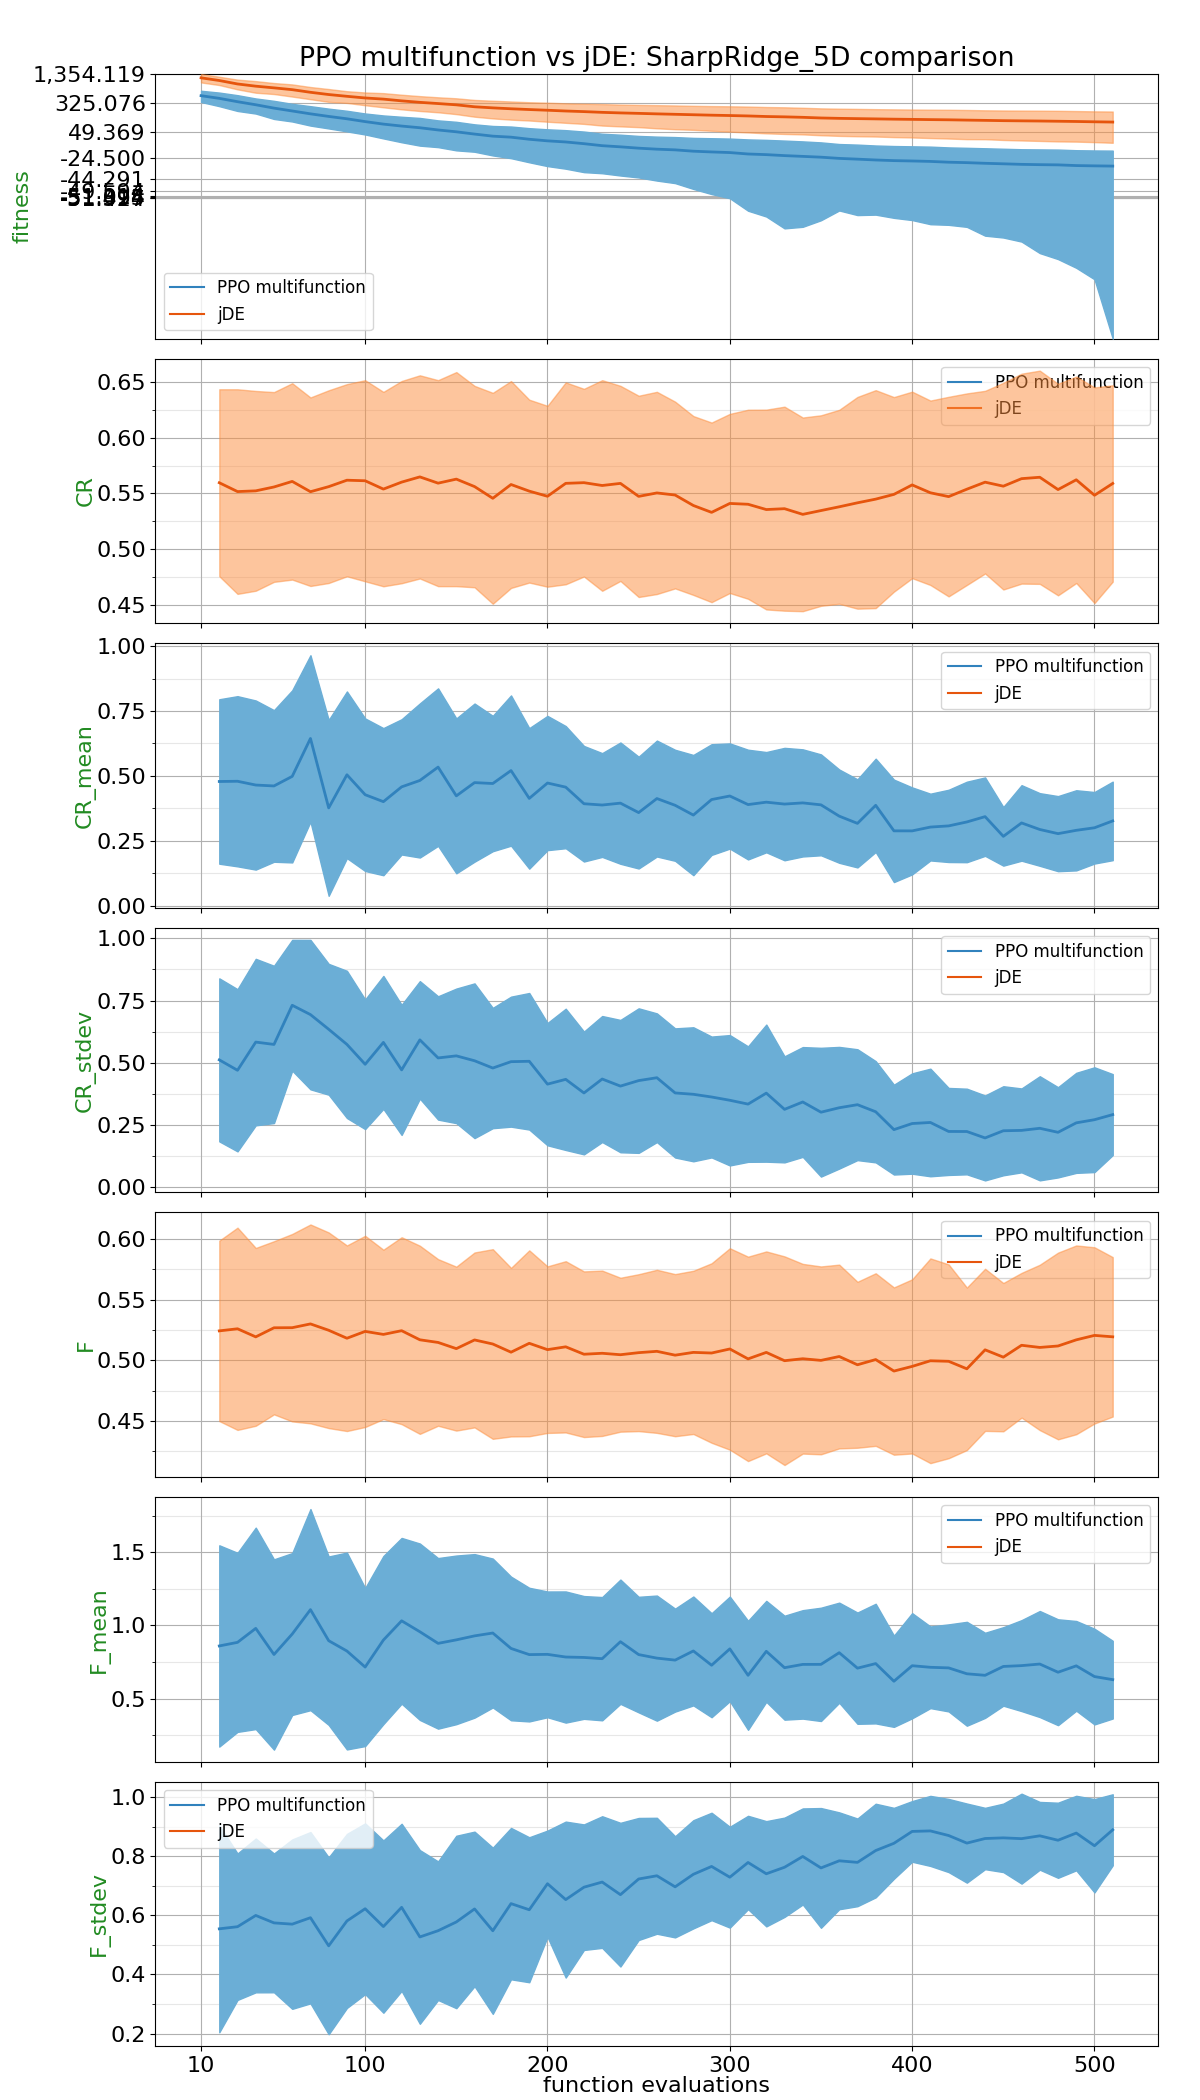 PPO multifunction vs jDE: SharpRidge_5D comparison
1,354.119
325.076
49.369
-24.500
-44.291
fitness
PPO multifunction
jDE
0.65
0.60
0.55
0.50
0.45
CR
PPO multifunction
jDE
1.00
0.75
0.50
0.25
0.00
CR_mean
PPO multifunction
jDE
1.00
0.75
0.50
0.25
0.00
CR_stdev
PPO multifunction
jDE
0.60
0.55
0.50
0.45
F
PPO multifunction
jDE
1.5
1.0
0.5
F_mean
PPO multifunction
jDE
1.0
0.8
0.6
0.4
0.2
F_stdev
PPO multifunction
jDE
10 100 200 300 400 500
function evaluations